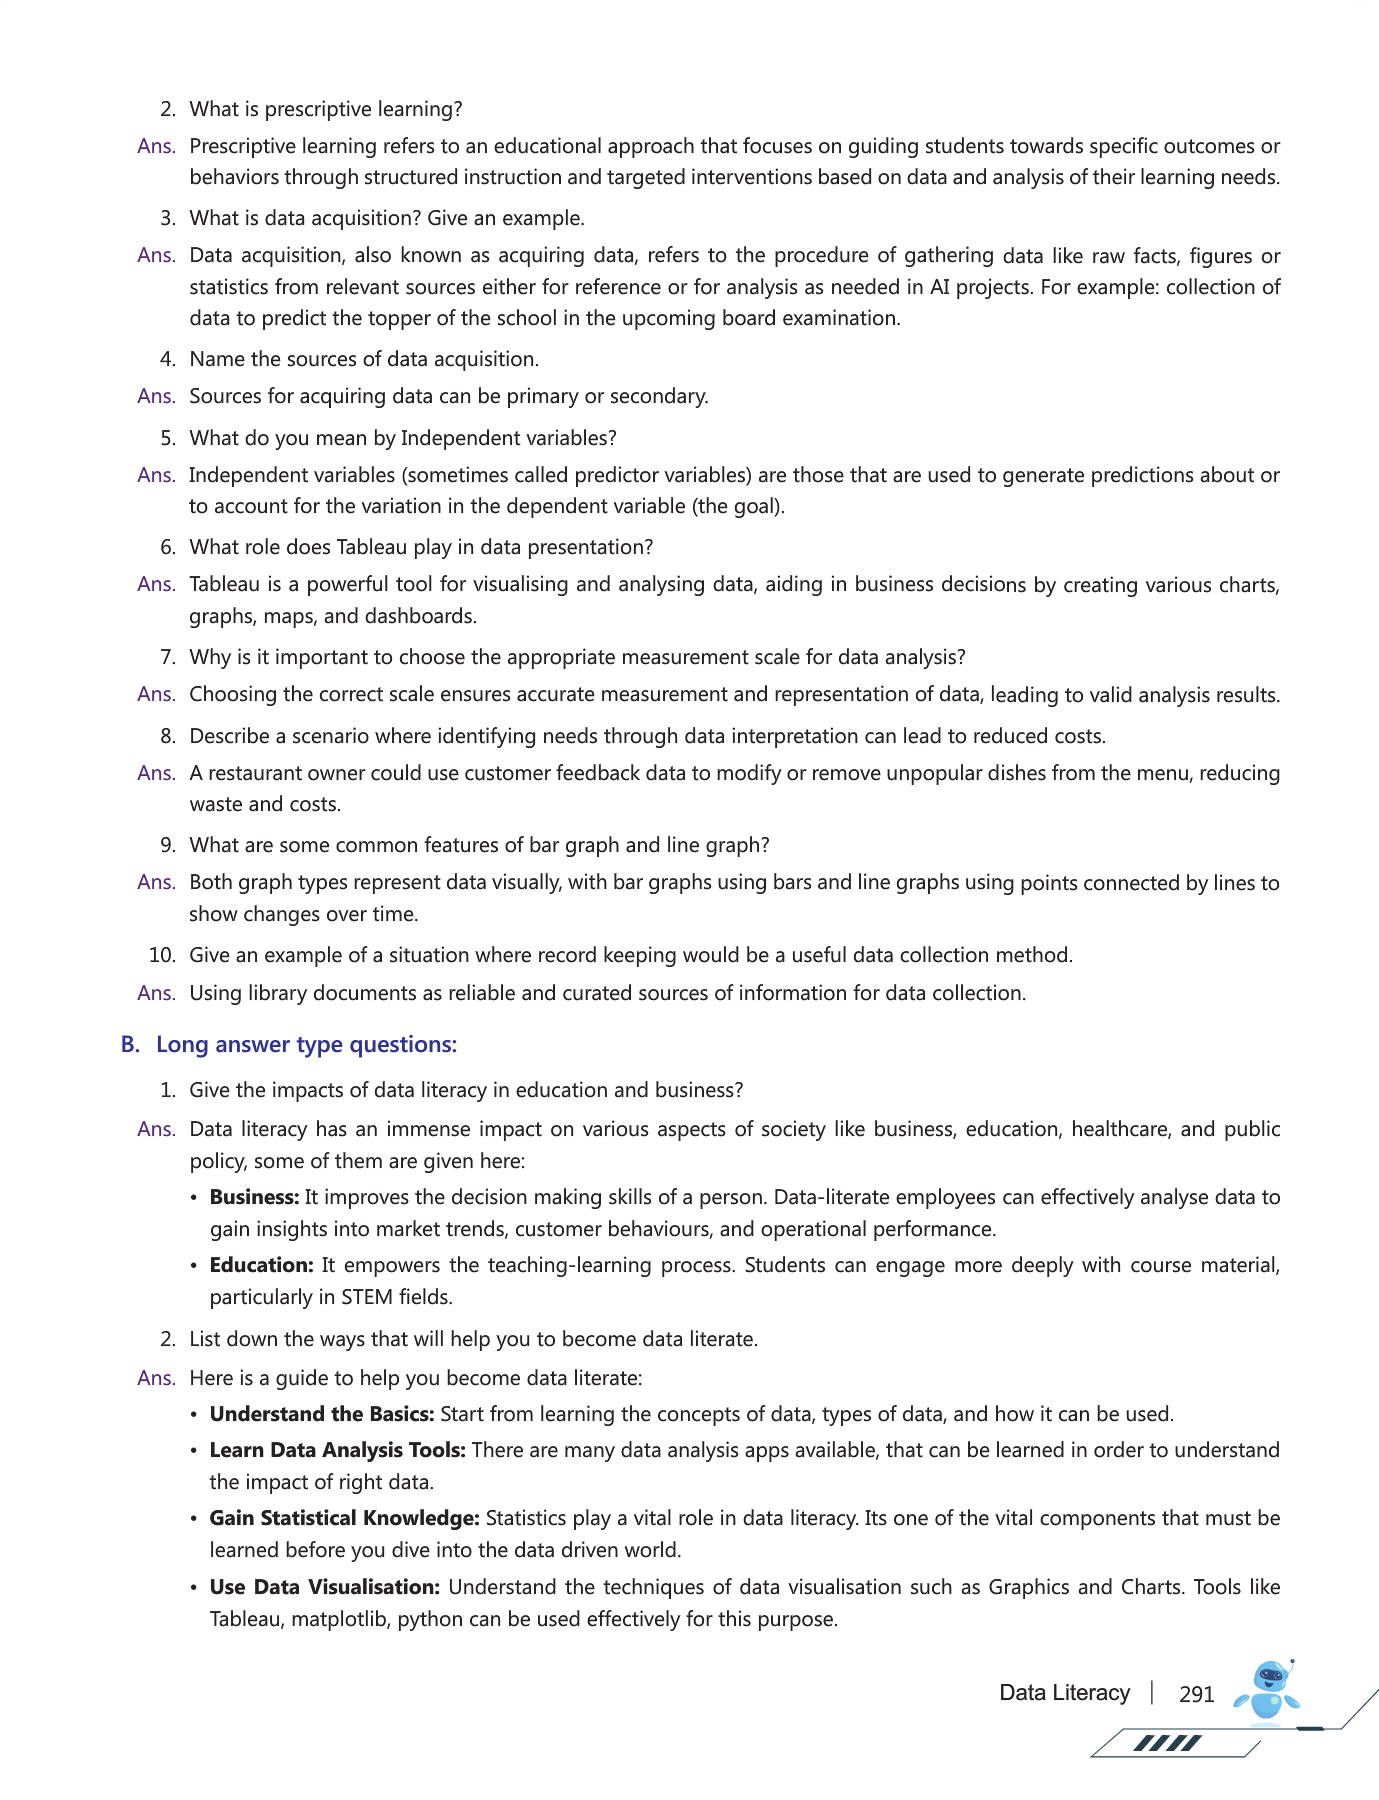 2. What is prescriptive learning?
Ans. Prescriptive learning refers to an educational approach that focuses on guiding students towards specific outcomes or
behaviors through structured instruction and targeted interventions based on data and analysis of their learning needs.
3. What is data acquisition? Give an example.
Ans. Data acquisition, also known as acquiring data, refers to the procedure of gathering data like raw facts, figures or
statistics from relevant sources either for reference or for analysis as needed in AI projects. For example: collection of
data to predict the topper of the school in the upcoming board examination.
4. Name the sources of data acquisition.
Ans. Sources for acquiring data can be primary or secondary.
5. What do you mean by Independent variables?
Ans. Independent variables (sometimes called predictor variables) are those that are used to generate predictions about or
to account for the variation in the dependent variable (the goal).
6. What role does Tableau play in data presentation?
Ans. Tableau is a powerful tool for visualising and analysing data, aiding in business decisions by creating various charts,
graphs, maps, and dashboards.
7. Why is it important to choose the appropriate measurement scale for data analysis?
Ans. Choosing the correct scale ensures accurate measurement and representation of data, leading to valid analysis results.
8. Describe a scenario where identifying needs through data interpretation can lead to reduced costs.
Ans. A restaurant owner could use customer feedback data to modify or remove unpopular dishes from the menu, reducing
waste and costs.
9. What are some common features of bar graph and line graph?
Ans. Both graph types represent data visually, with bar graphs using bars and line graphs using points connected by lines to
show changes over time.
10. Give an example of a situation where record keeping would be a useful data collection method.
Ans. Using library documents as reliable and curated sources of information for data collection.
B. Long answer type questions:
1. Give the impacts of data literacy in education and business?
Ans. Data literacy has an immense impact on various aspects of society like business, education, healthcare, and public
policy, some of them are given here:
• Business: It improves the decision making skills of a person. Data-literate employees can effectively analyse data to
gain insights into market trends, customer behaviours, and operational performance.
• Education: It empowers the teaching-learning process. Students can engage more deeply with course material,
particularly in STEM fields.
2. List down the ways that will help you to become data literate.
Ans. Here is a guide to help you become data literate:
• Understand the Basics: Start from learning the concepts of data, types of data, and how it can be used.
• Learn Data Analysis Tools: There are many data analysis apps available, that can be learned in order to understand
the impact of right data.
• Gain Statistical Knowledge: Statistics play a vital role in data literacy. Its one of the vital components that must be
learned before you dive into the data driven world.
• Use Data Visualisation: Understand the techniques of data visualisation such as Graphics and Charts. Tools like
Tableau, matplotlib, python can be used effectively for this purpose.
Data Literacy | 291